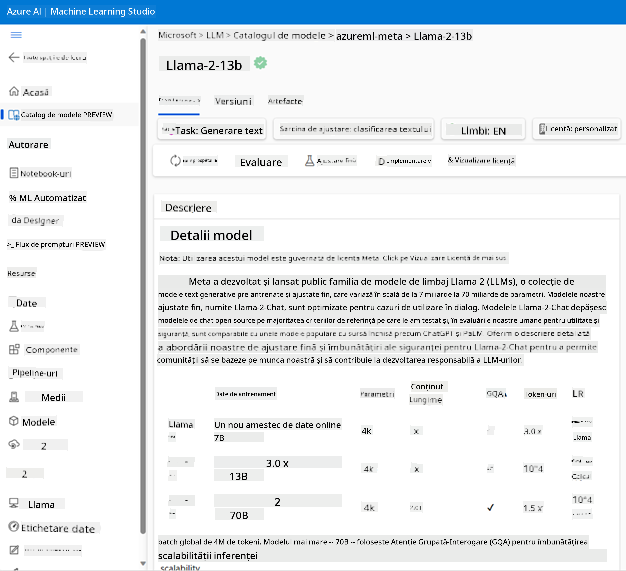 Azure AI | Machine Learning Studio
Microsoft > LLM > Catalogul de modele > azureml-meta > Llama-2-13b
Llama-2-13b
Versiuni
Artefacte
Task: Generare text
Sarcina de ajustare: clasificarea textului
Limbi: EN
Licentă: personalizat
Evaluare
Ajustare fină
Implementare v
& Vizualizare licență
Acasă
Catalog de modele PREVIEW
Autorare
Notebook-uri
% ML Automatizat
da Designer
>_ Flux de prompturi PREVIEW
Resurse
Date
Componente
Pipeline-uri
Medii
Modele
2
2
Llama
Etichetare date
Descriere
Detalii model
Nota: Utilizarea acestui model este guvernată de licența Meta. Click pe Vizualizare Licență de mai sus
Meta a dezvoltat și lansat public familia de modele de limbaj Llama 2 (LLMs), o colecție de
modele text generative pre-antrenate și ajustate fin, care variază în scală de la 7 miliarde la 70 miliarde de parametri. Modelele noastre
ajustate fin, numite Llama-2-Chat, sunt optimizate pentru cazuri de utilizare în dialog. Modelele Llama-2-Chat depășesc
modelele de chat open-source pe majoritatea criteriilor de referință pe care le-am testat și, în evaluările noastre umane pentru utilitate și
siguranță, sunt comparabile cu unele modele populare cu sursă închisă precum ChatGPT și PaLM. Oferim o descriere detaliată
a abordării noastre de ajustare fină și îmbunătățiri ale siguranței pentru Llama-2-Chat pentru a permite
comunității să se bazeze pe munca noastră și să contribuie la dezvoltarea responsabilă a LLM-urilor.
Date de antrenament
Parametri
Conținut
Lungime
GQA
Token-uri
LR
Llama
Un nou amestec de date online
7B
4k
x
3.0 x
Llama
3.0 x
13B
4k
x
10^4
2
70B
4k
✓
1.5 x
10^4
batch global de 4M de tokeni. Modelul mai mare -- 70B -- folosește Atenție Grupată-Interogare (GQA) pentru îmbunătățirea
scalabilității inferenței
scalability